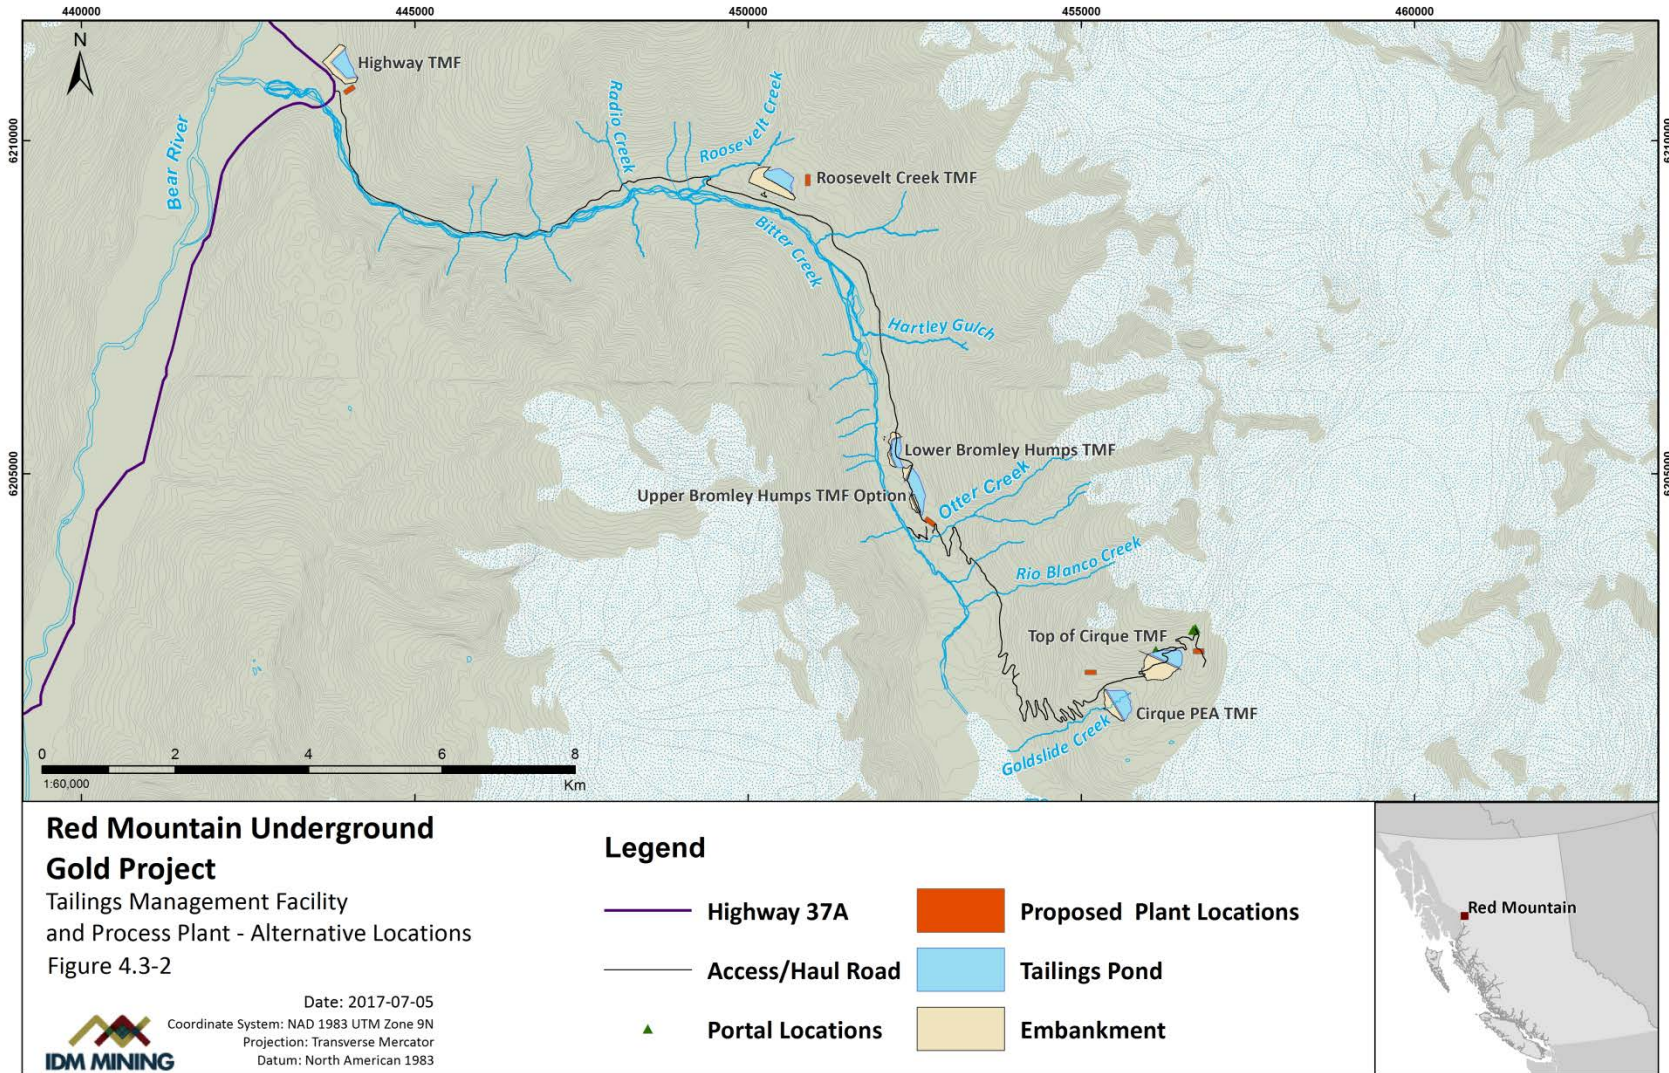 440000
445000
450000
455000
460000
N
Highway TMF
6210000
6210000
Radio Creek
Roosevelt Creek
Bear River
Roosevelt Creek TMF
Bitter Creek
Hartley Gulch
Lower Bromley Humps TMF
6205000
6205000
Upper Bromley Humps TMF Option
Otter Creek
Rio Blanco Creek
Top of Cirque TMF
Cirque PEA TMF
Goldslide Creek
0 2 4 6 8
1:60,000 Km
Red Mountain Underground
Gold Project
Tailings Management Facility
and Process Plant - Alternative Locations
Figure 4.3-2
Date: 2017-07-05
Coordinate System: NAD 1983 UTM Zone 9N
Projection: Transverse Mercator
Datum: North American 1983
IDM MINING
Legend
Highway 37A
Access/Haul Road
Portal Locations
Proposed Plant Locations
Tailings Pond
Embankment
Red Mountain